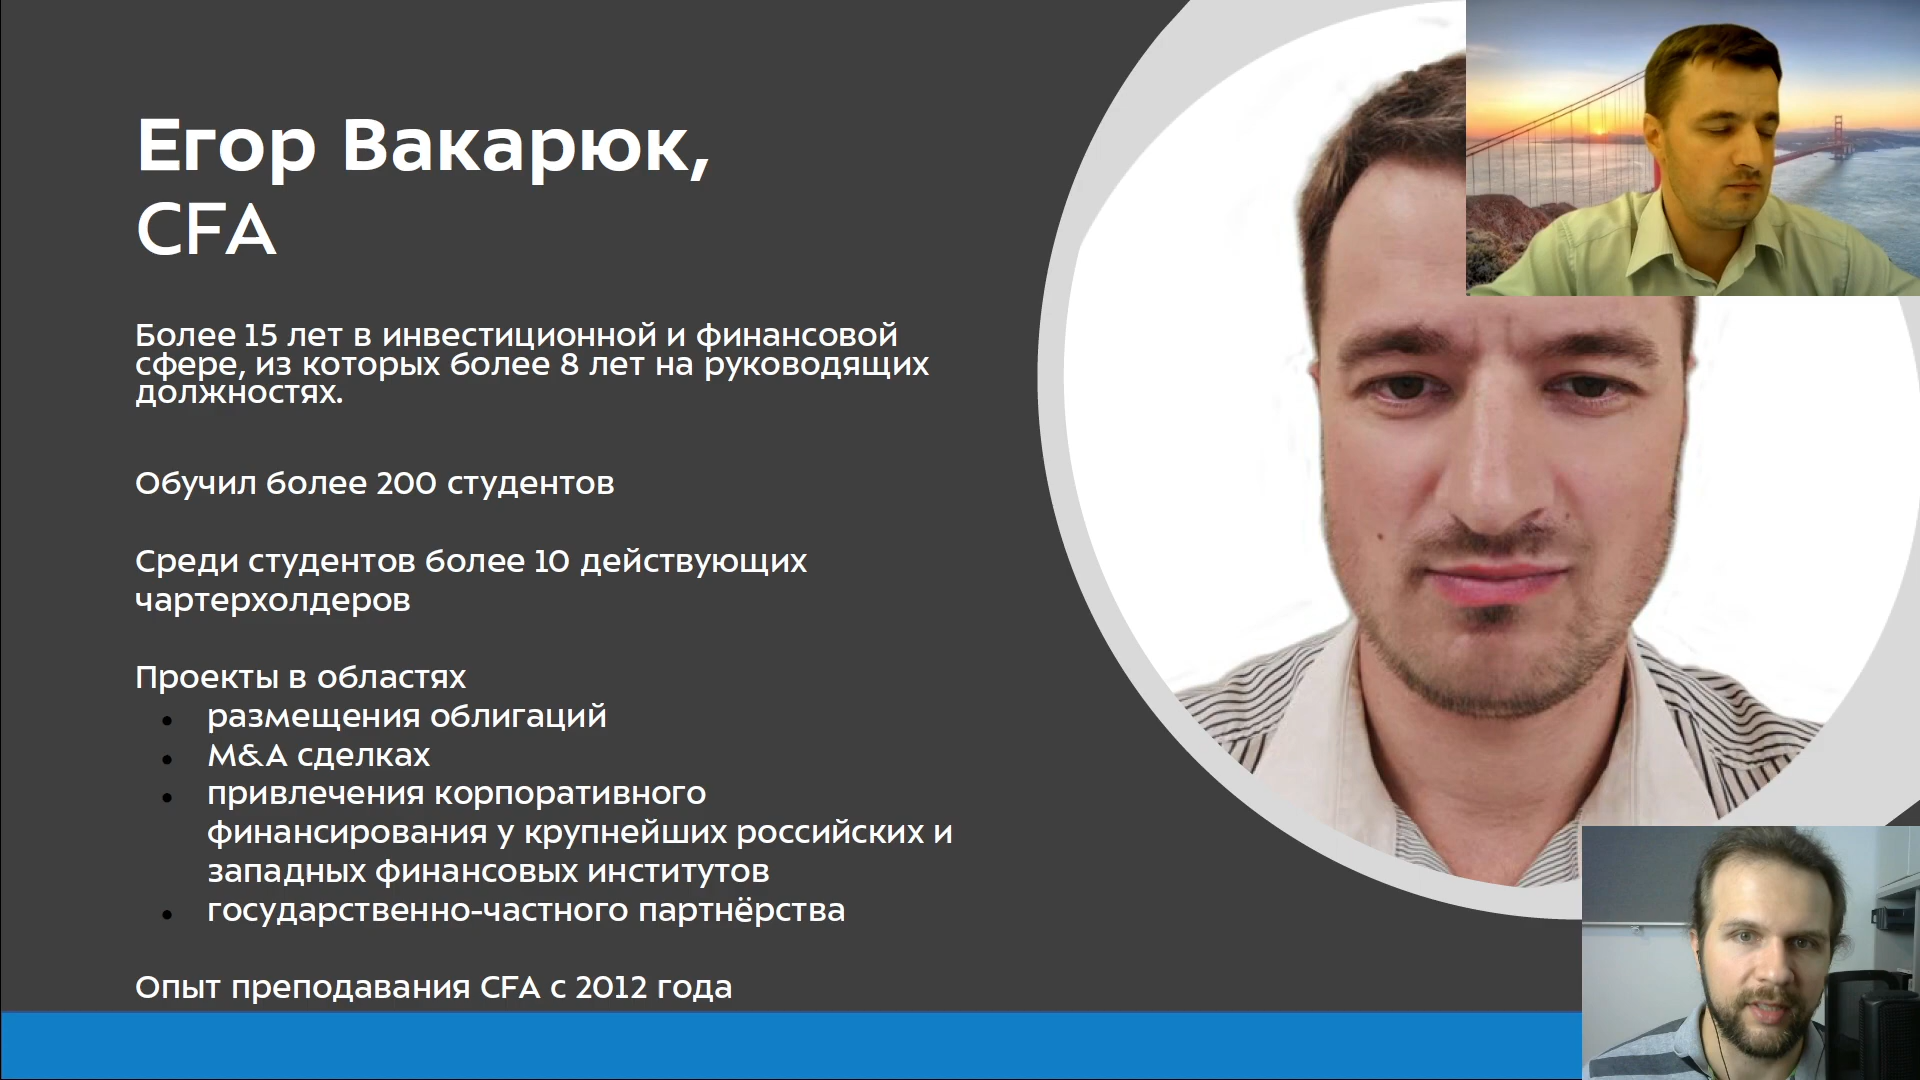 Егор Вакарюк,
CFA
Более 15 лет в инвестиционной и финансовой
сфере, из которых более 8 лет на руководящих
должностях.
Обучил более 200 студентов
Среди студентов более 10 действующих
чартерхолдеров
Проекты в областях
• размещения облигаций
• M&A сделках
• привлечения корпоративного
финансирования у крупнейших российских и
западных финансовых институтов
• государственно-частного партнёрства
Опыт преподавания CFA с 2012 года